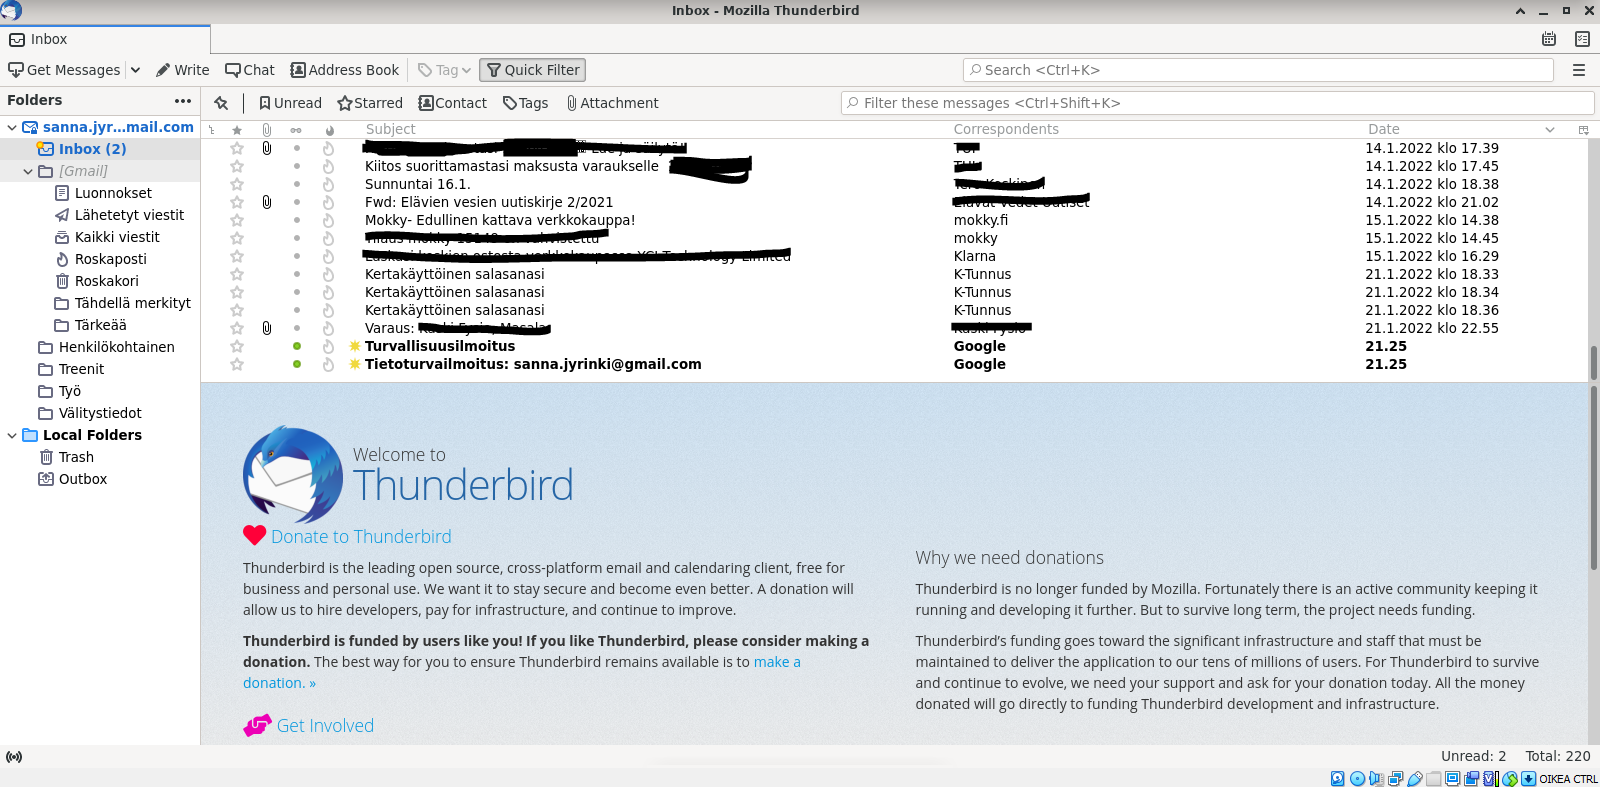 Inbox - Mozilla Thunderbird
Inbox
Get Messages Write Chat Address Book Tag Quick Filter Search <Ctrl+K>
Folders Unread Starred Contact Tags Attachment Filter these messages <Ctrl+Shift+K>
sanna.jyr...mail.com
Inbox (2)
[Gmail]
Luonnokset
Lähetetyt viestit
Kaikki viestit
Roskaposti
Roskakori
Tähdellä merkityt
Tärkeää
Henkilökohtainen
Treenit
Työ
Välitystiedot
Local Folders
Trash
Outbox
Subject Correspondents Date
14.1.2022 klo 17.39
Kiitos suorittamastasi maksusta varaukselle 14.1.2022 klo 17.45
Sunnuntai 16.1. 14.1.2022 klo 18.38
Fwd: Elävien vesien uutiskirje 2/2021 14.1.2022 klo 21.02
Mokky- Edullinen kattava verkkokauppa! mokky.fi 15.1.2022 klo 14.38
mokky 15.1.2022 klo 14.45
Klarna 15.1.2022 klo 16.29
Kertakäyttöinen salasanasi K-Tunnus 21.1.2022 klo 18.33
Kertakäyttöinen salasanasi K-Tunnus 21.1.2022 klo 18.34
Kertakäyttöinen salasanasi K-Tunnus 21.1.2022 klo 18.36
Varaus: 21.1.2022 klo 22.55
Turvallisuusilmoitus Google 21.25
Tietoturvailmoitus: sanna.jyrinki@gmail.com Google 21.25
Welcome to
Thunderbird
Donate to Thunderbird
Thunderbird is the leading open source, cross-platform email and calendaring client, free for
business and personal use. We want it to stay secure and become even better. A donation will
allow us to hire developers, pay for infrastructure, and continue to improve.
Thunderbird is funded by users like you! If you like Thunderbird, please consider making a
donation. The best way for you to ensure Thunderbird remains available is to make a
donation. »
Get Involved
Why we need donations
Thunderbird is no longer funded by Mozilla. Fortunately there is an active community keeping it
running and developing it further. But to survive long term, the project needs funding.
Thunderbird's funding goes toward the significant infrastructure and staff that must be
maintained to deliver the application to our tens of millions of users. For Thunderbird to survive
and continue to evolve, we need your support and ask for your donation today. All the money
donated will go directly to funding Thunderbird development and infrastructure.
Unread: 2 Total: 220
OIKEA CTRL